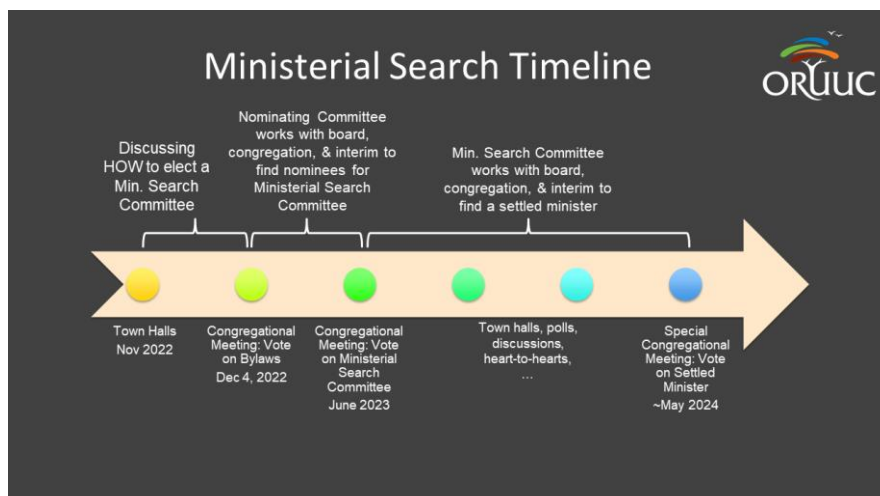 Ministerial Search Timeline
ORUUC
Discussing
HOW to elect a
Min. Search
Committee
Nominating Committee
works with board,
congregation, & interim to
find nominees for
Ministerial Search
Committee
Min. Search Committee
works with board,
congregation, & interim to
find a settled minister
Town Halls
Nov 2022
Congregational
Meeting: Vote
on Bylaws
Dec 4, 2022
Congregational
Meeting: Vote
on Ministerial
Search
Committee
June 2023
Town halls, polls,
discussions,
heart-to-hearts,
...
Special
Congregational
Meeting: Vote
on Settled
Minister
~May 2024